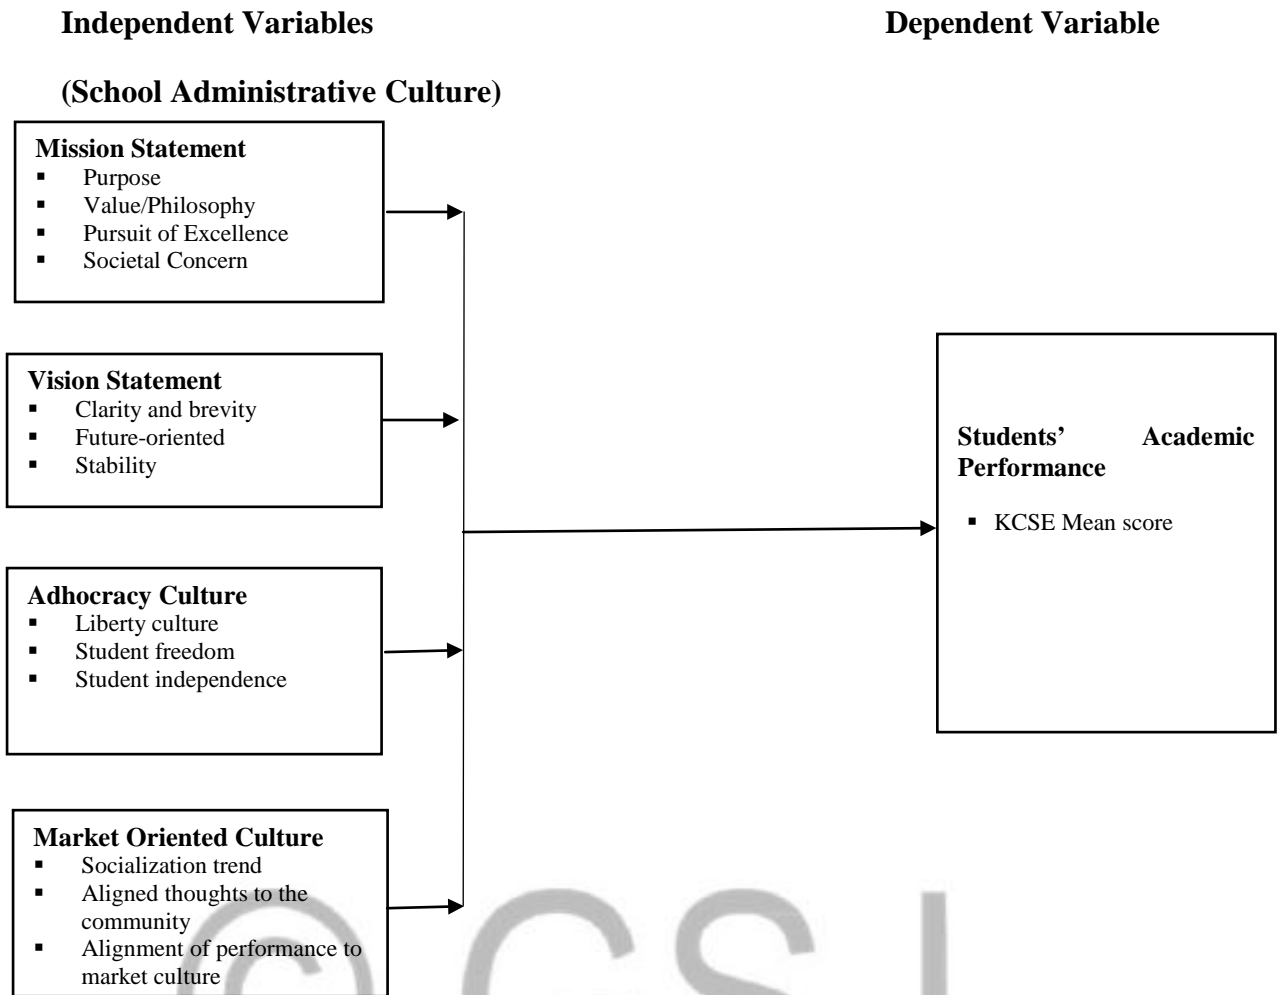 Independent Variables
Dependent Variable
(School Administrative Culture)
Mission Statement
▪ Purpose
▪ Value/Philosophy
▪ Pursuit of Excellence
▪ Societal Concern
Vision Statement
▪ Clarity and brevity
▪ Future-oriented
▪ Stability
Adhocracy Culture
▪ Liberty culture
▪ Student freedom
▪ Student independence
Market Oriented Culture
▪ Socialization trend
▪ Aligned thoughts to the
community
▪ Alignment of performance to
market culture
Students’ Academic
Performance
▪ KCSE Mean score